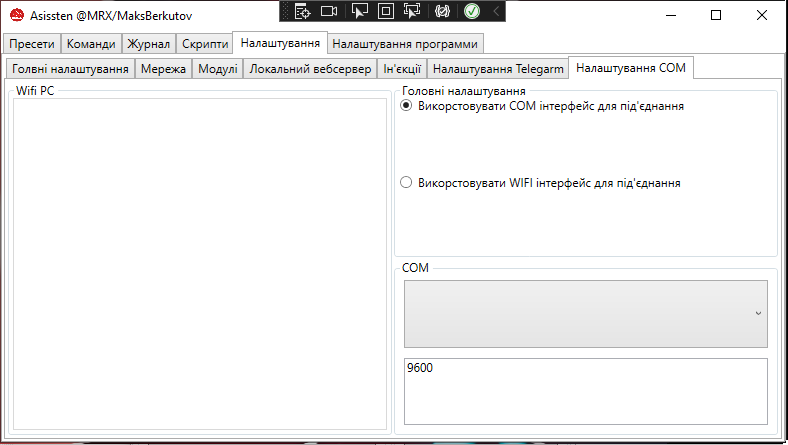 Asissten @MRX/MaksBerkutov
Пресети Команди Журнал Скрипти Налаштування Налаштування программи
Голвні налаштування Мережа Модулі Локальний вебсервер Ін'єкції Налаштування Telegarm Налаштування COM
Wifi PC
Головні налаштування
Викорстовувати COM інтерфейс для під'єднання
Викорстовувати WIFI інтерфейс для під'єднання
COM
9600